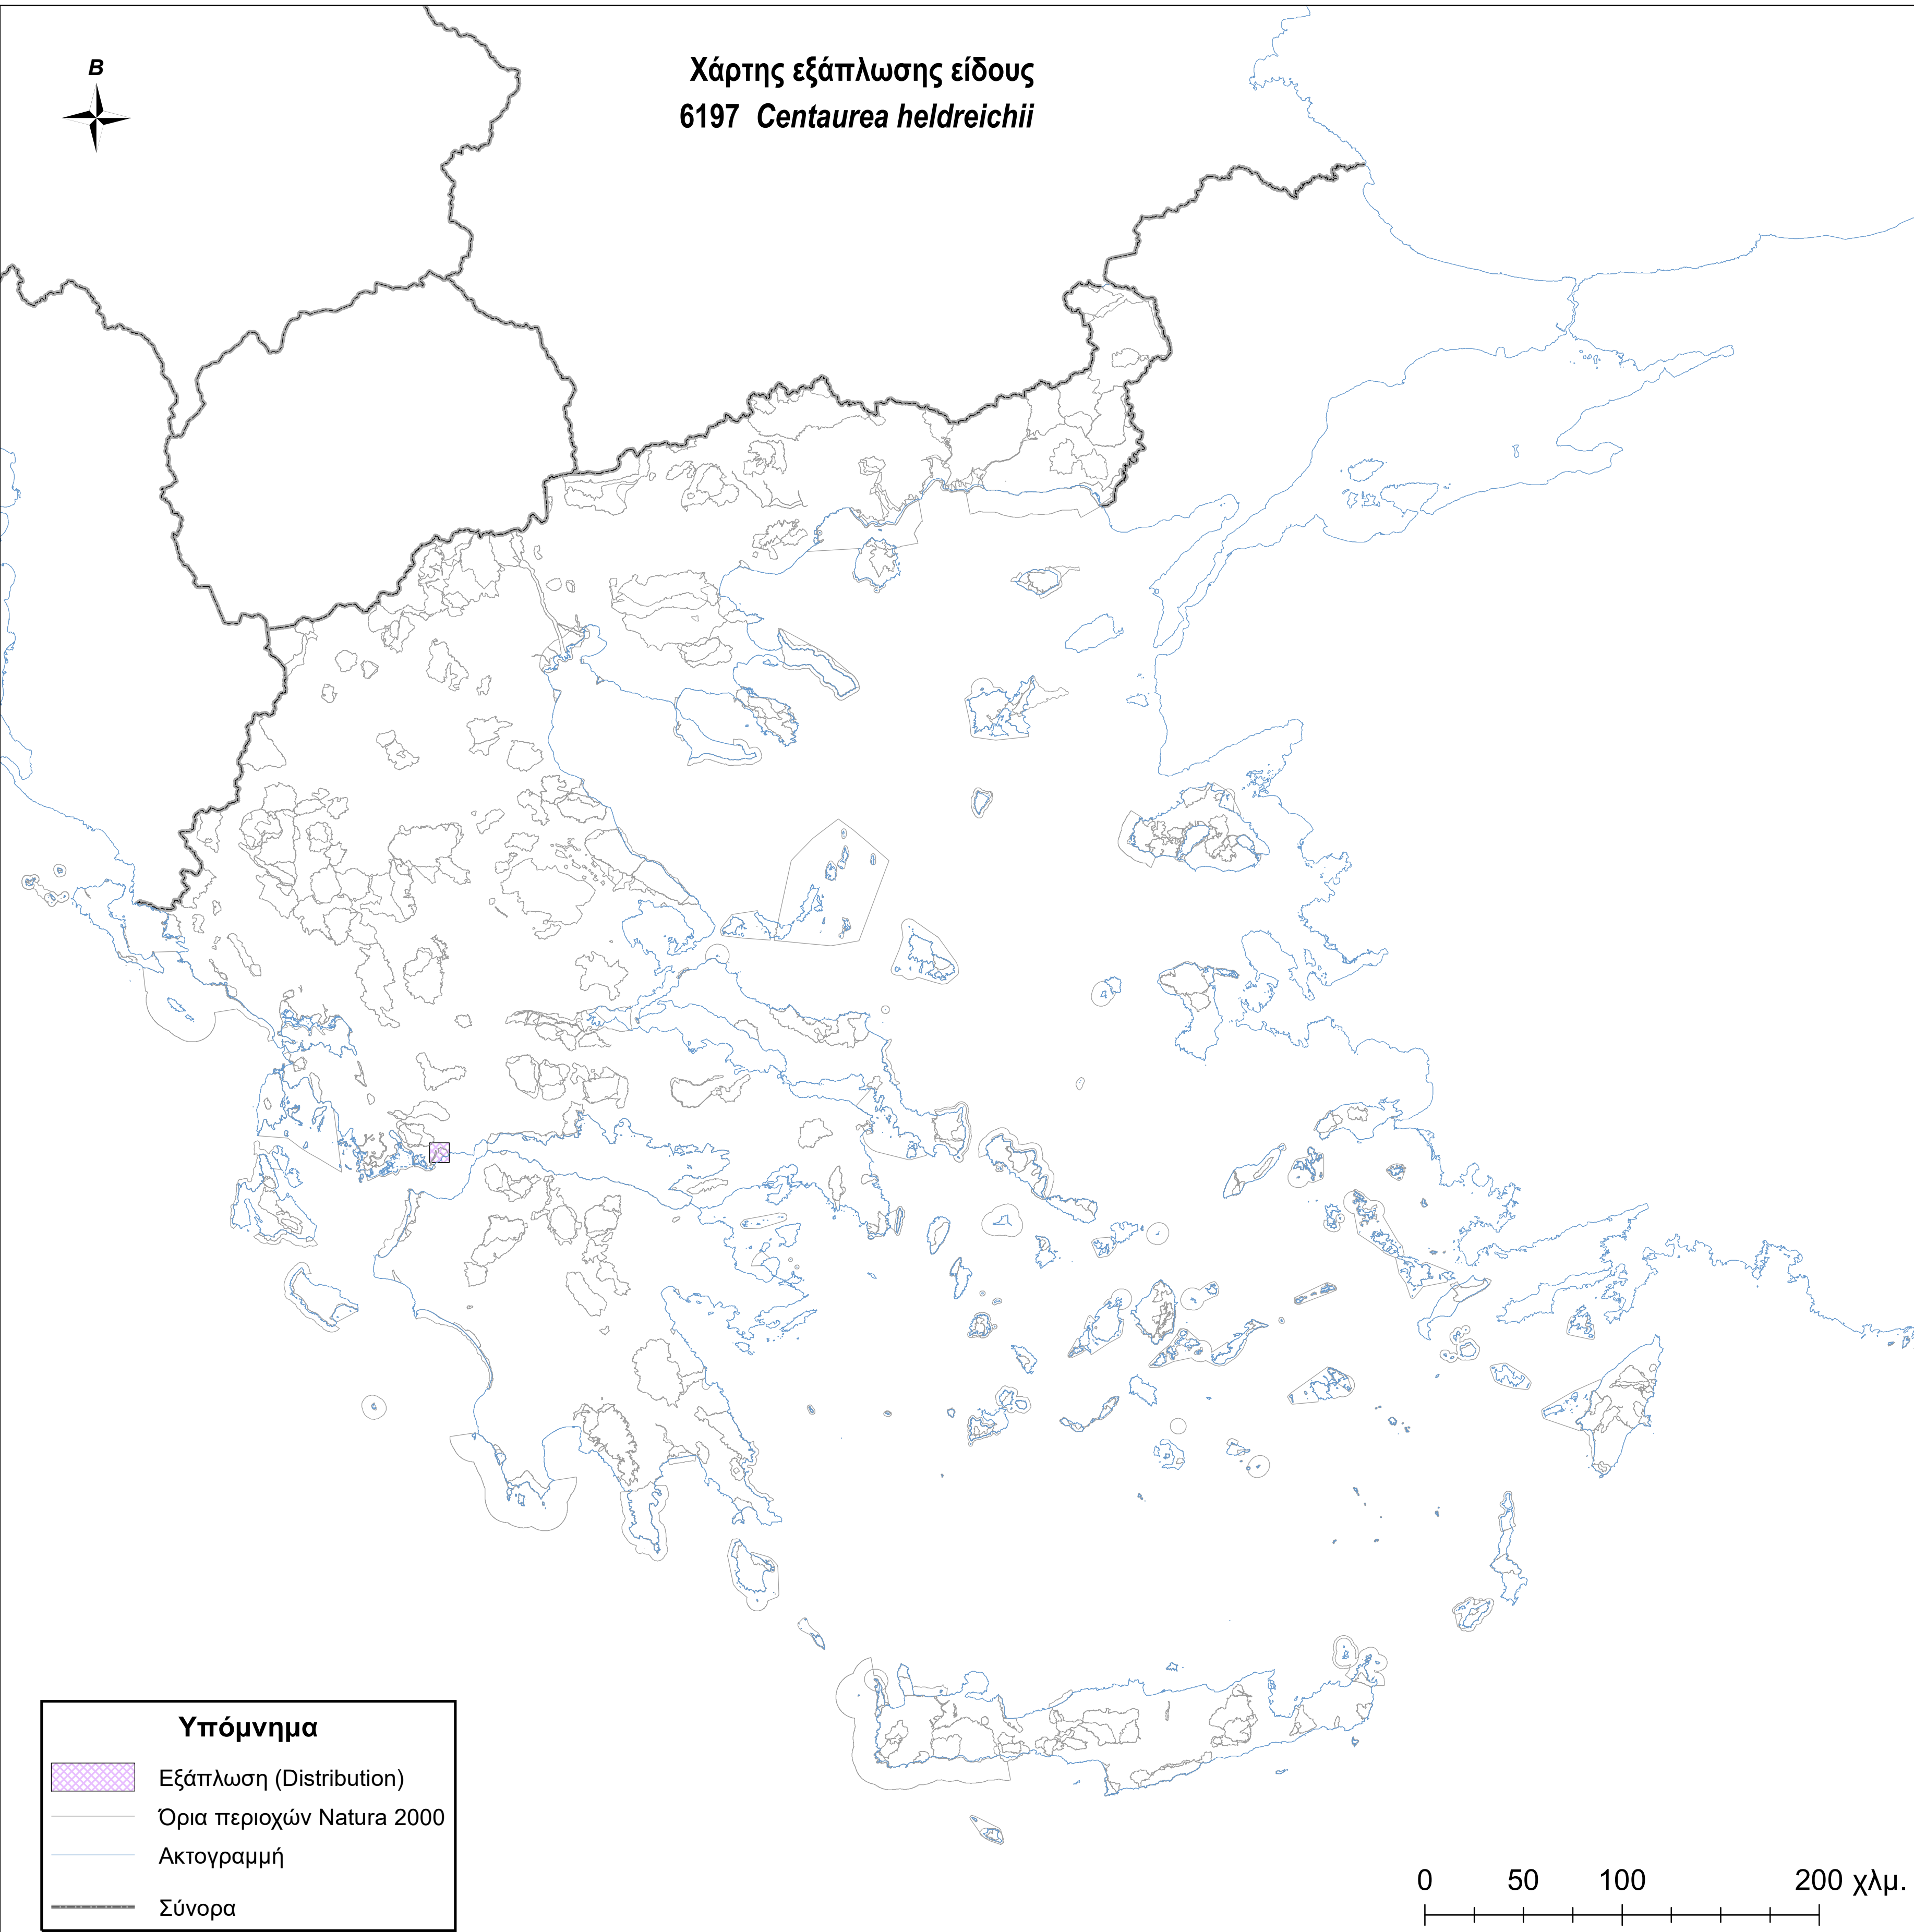 Χάρτης εξάπλωσης είδους
6197 Centaurea heldreichii
Β
Υπόμνημα
Εξάπλωση (Distribution)
Όρια περιοχών Natura 2000
Ακτογραμμή
Σύνορα
0 50 100 200 χλμ.